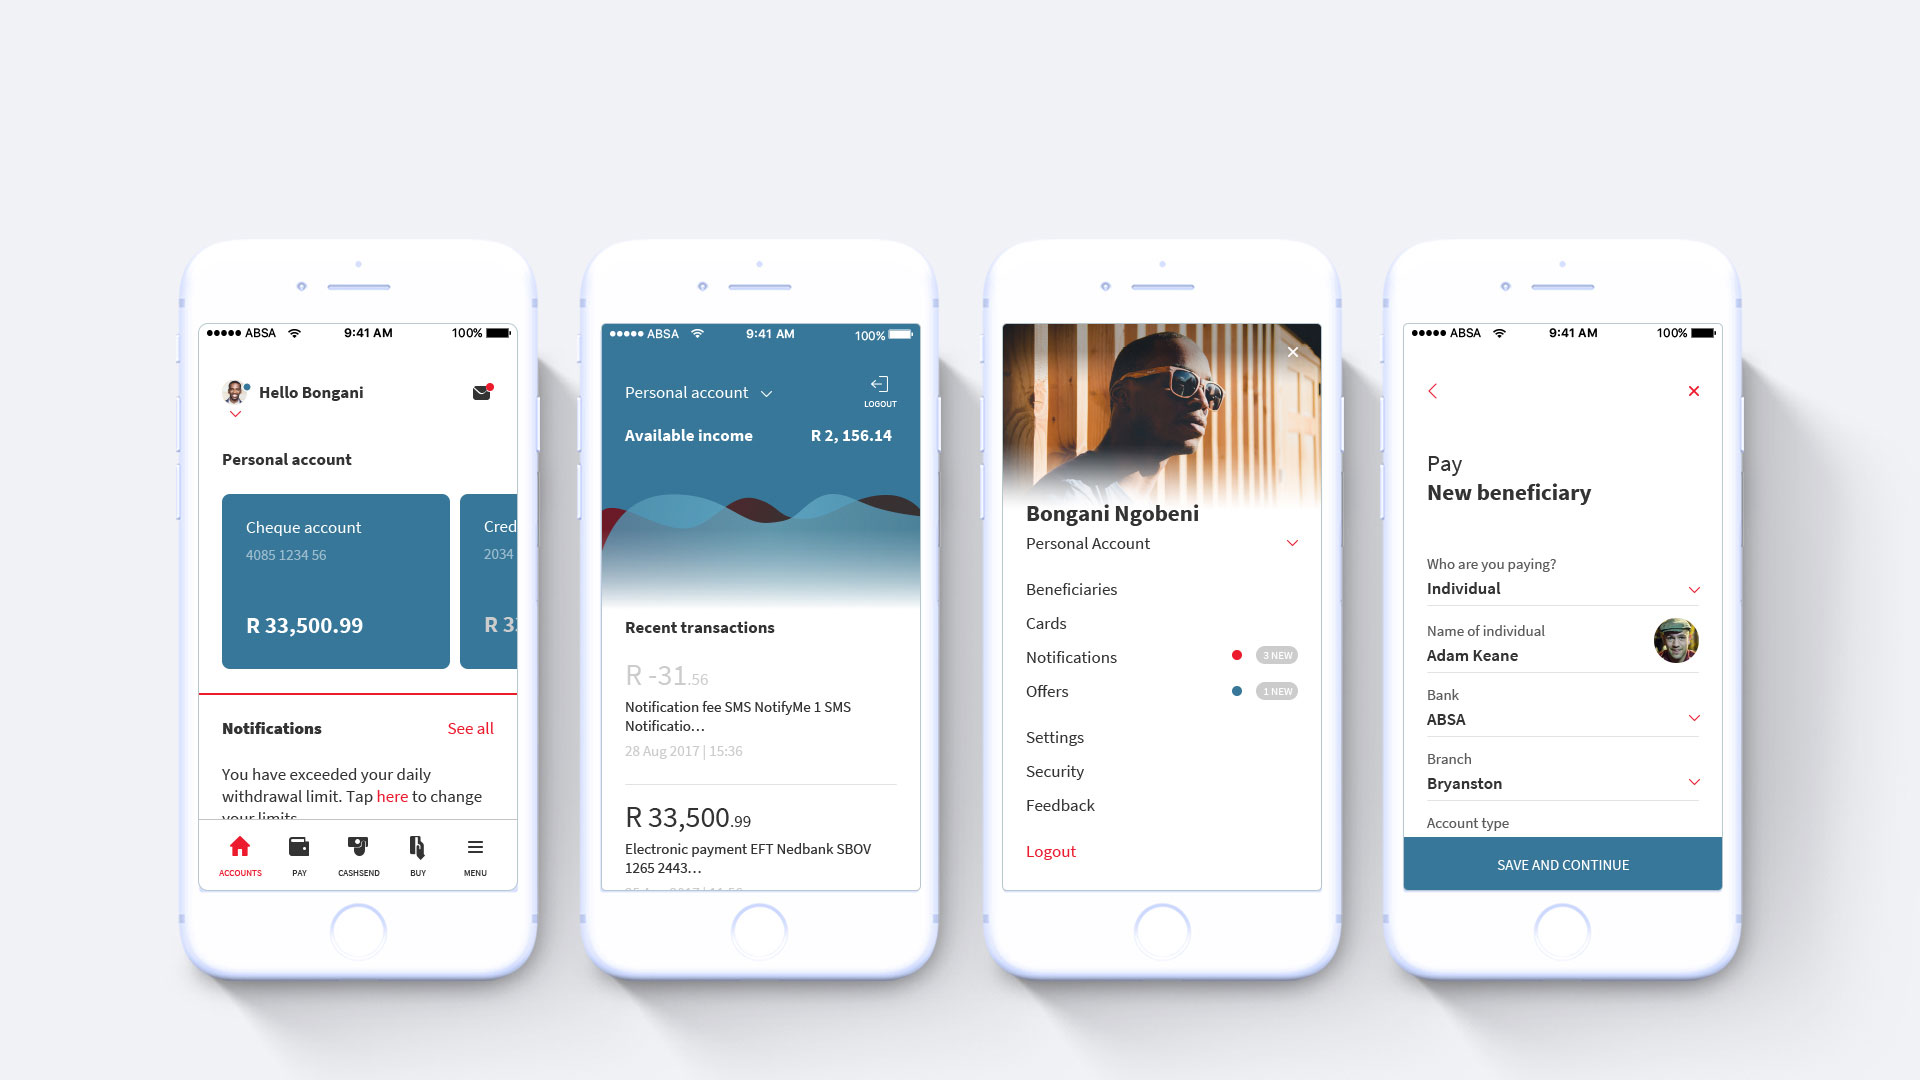 ●●●●● ABSA 9:41 AM 100%
Hello Bongani
Personal account
Cheque account
4085 1234 56
R 33,500.99
Cred
2034
R 3
Notifications See all
You have exceeded your daily
withdrawal limit. Tap here to change
your limits
ACCOUNTS PAY CASHSEND BUY MENU
●●●●● ABSA 9:41 AM 100%
Personal account
LOGOUT
Available income R 2, 156.14
Recent transactions
R -31.56
Notification fee SMS NotifyMe 1 SMS
Notificatio...
28 Aug 2017 | 15:36
R 33,500.99
Electronic payment EFT Nedbank SBOV
1265 2443...
Bongani Ngobeni
Personal Account
Beneficiaries
Cards
Notifications 3 NEW
Offers 1 NEW
Settings
Security
Feedback
Logout
●●●●● ABSA 9:41 AM 100%
Pay
New beneficiary
Who are you paying?
Individual
Name of individual
Adam Keane
Bank
ABSA
Branch
Bryanston
Account type
SAVE AND CONTINUE